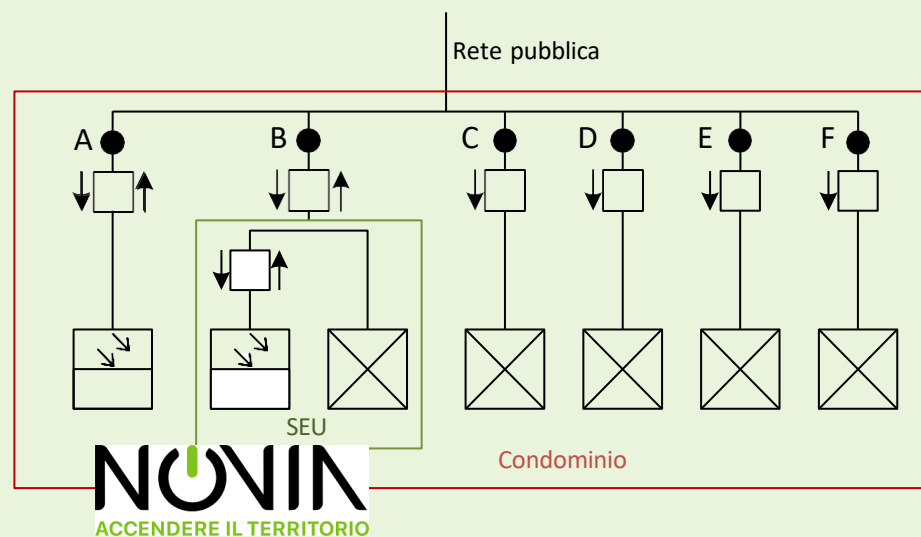 Rete pubblica
A B C D E F
SEU
Condominio
NOVIA
ACCENDERE IL TERRITORIO